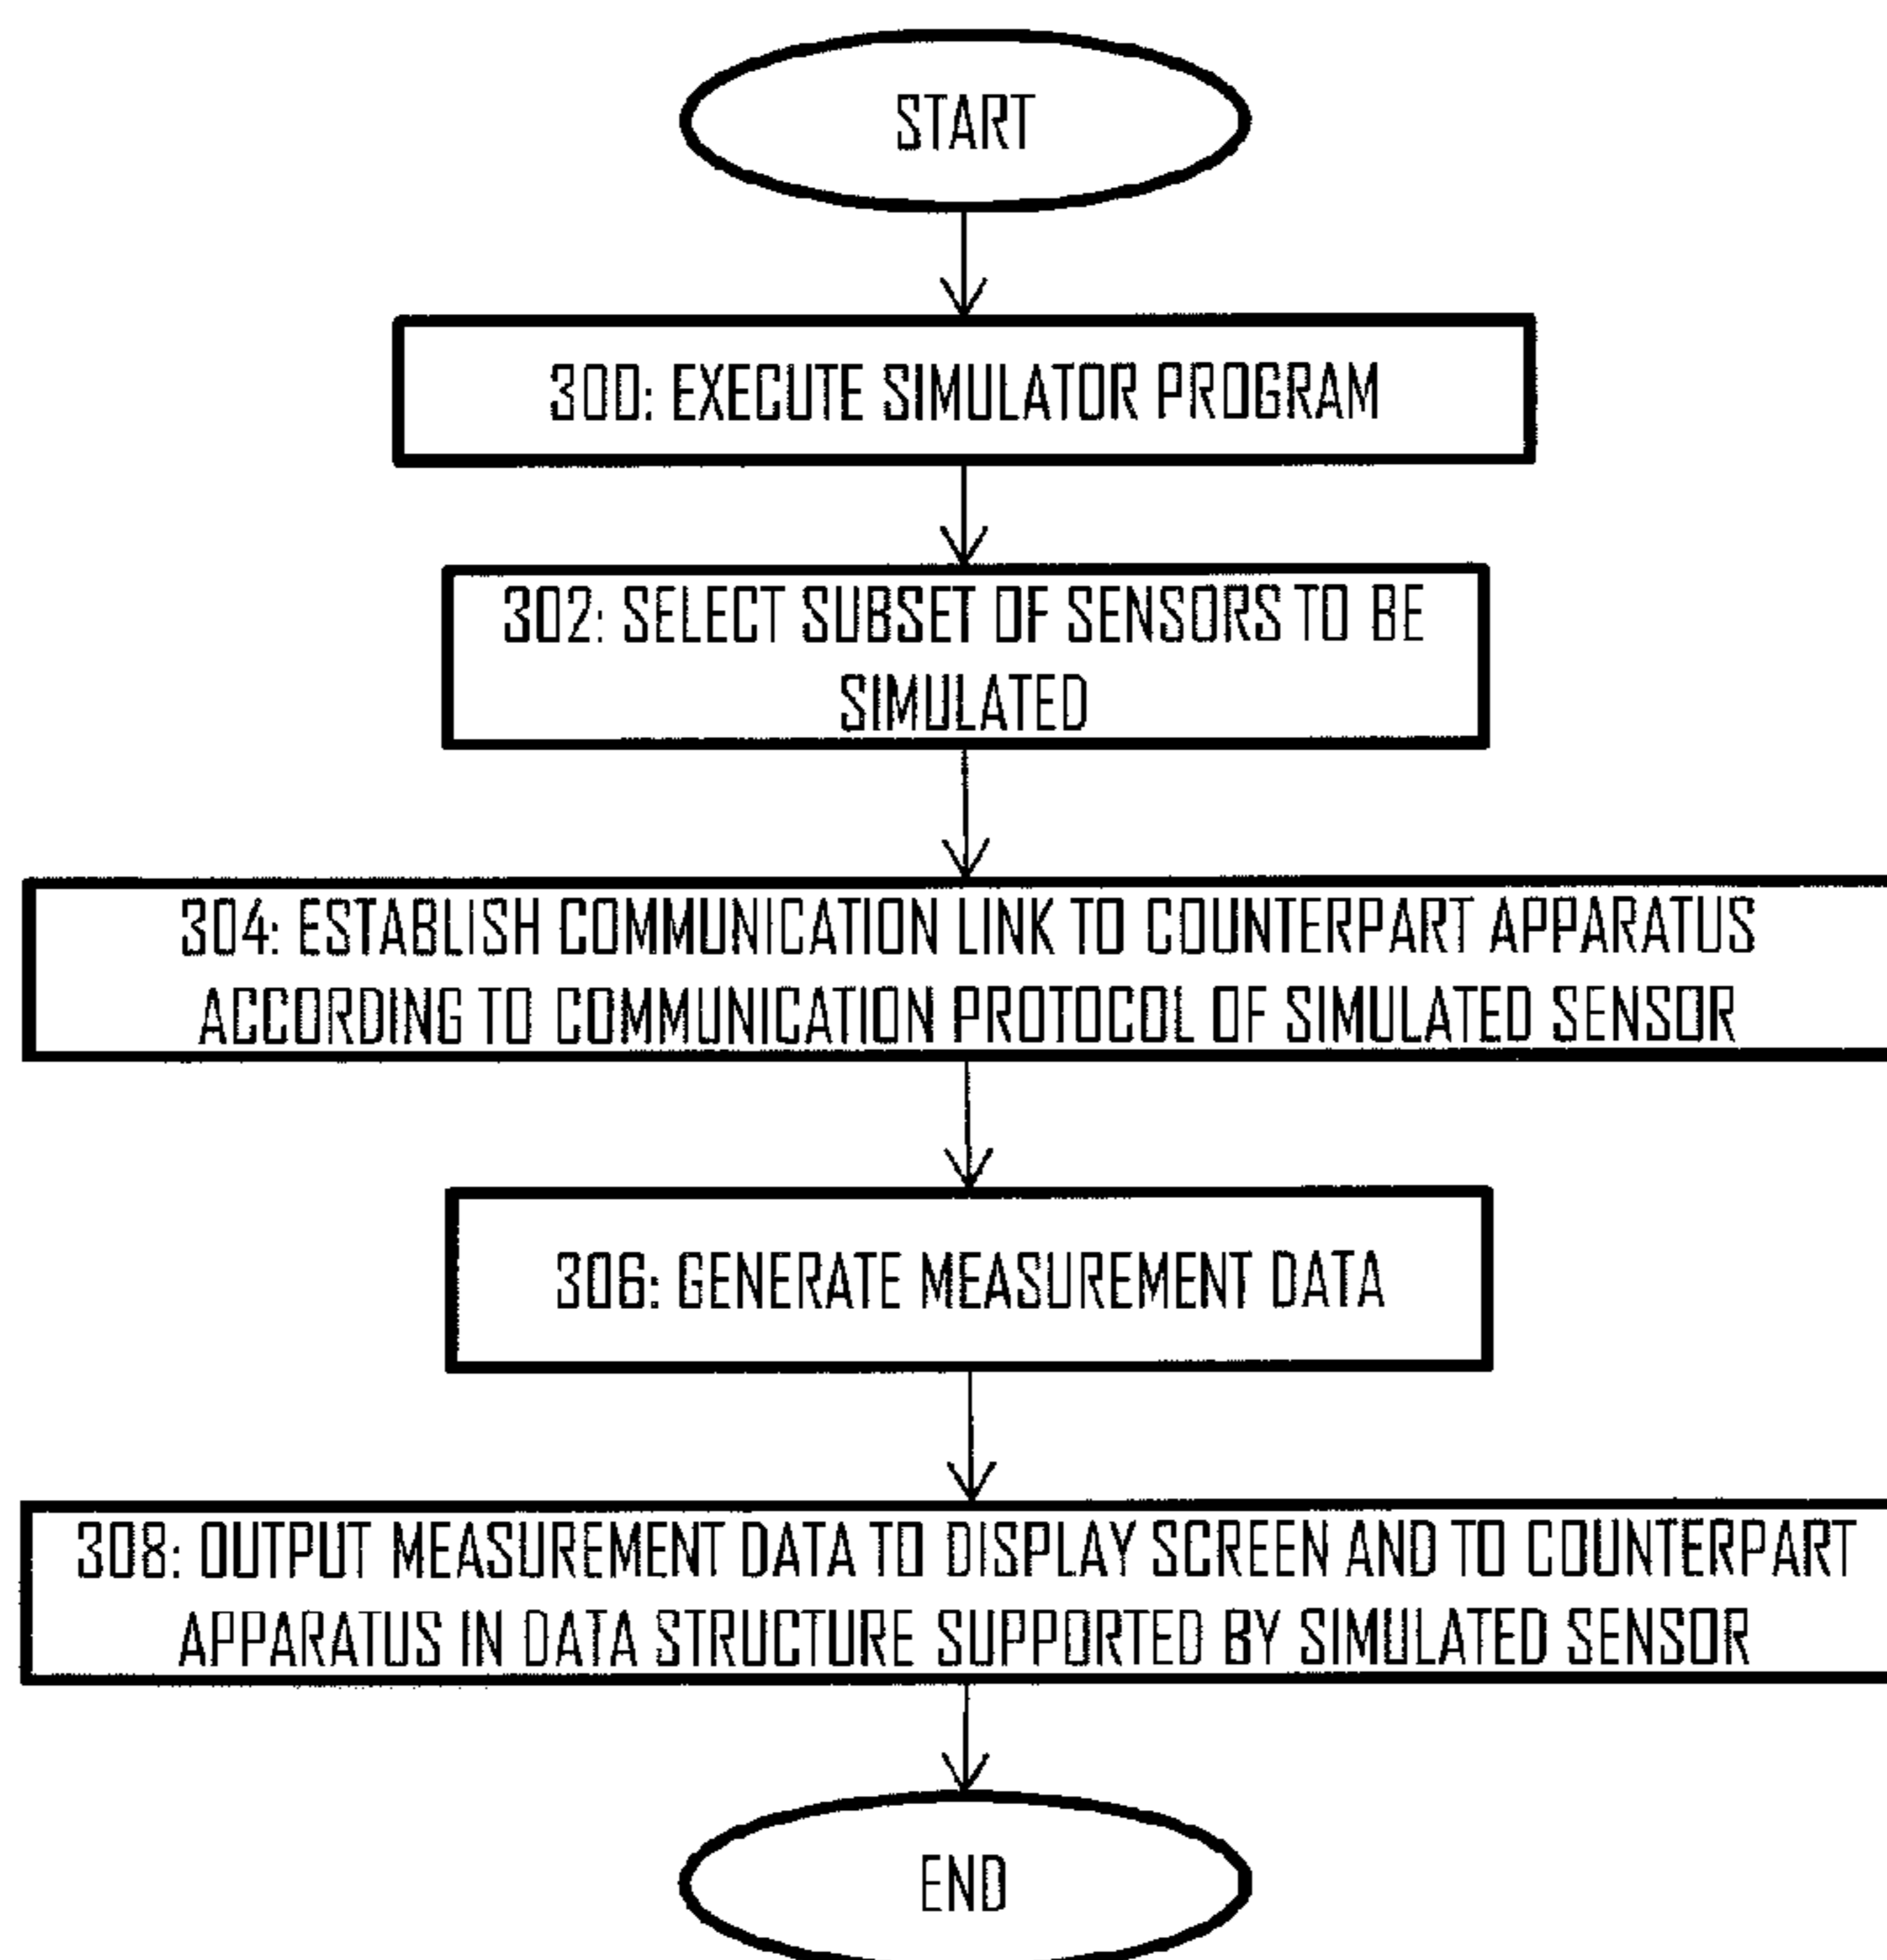 START
300: EXECUTE SIMULATOR PROGRAM
302: SELECT SUBSET OF SENSORS TO BE
SIMULATED
304: ESTABLISH COMMUNICATION LINK TO COUNTERPART APPARATUS
ACCORDING TO COMMUNICATION PROTOCOL OF SIMULATED SENSOR
306: GENERATE MEASUREMENT DATA
308: OUTPUT MEASUREMENT DATA TO DISPLAY SCREEN AND TO COUNTERPART
APPARATUS IN DATA STRUCTURE SUPPORTED BY SIMULATED SENSOR
END